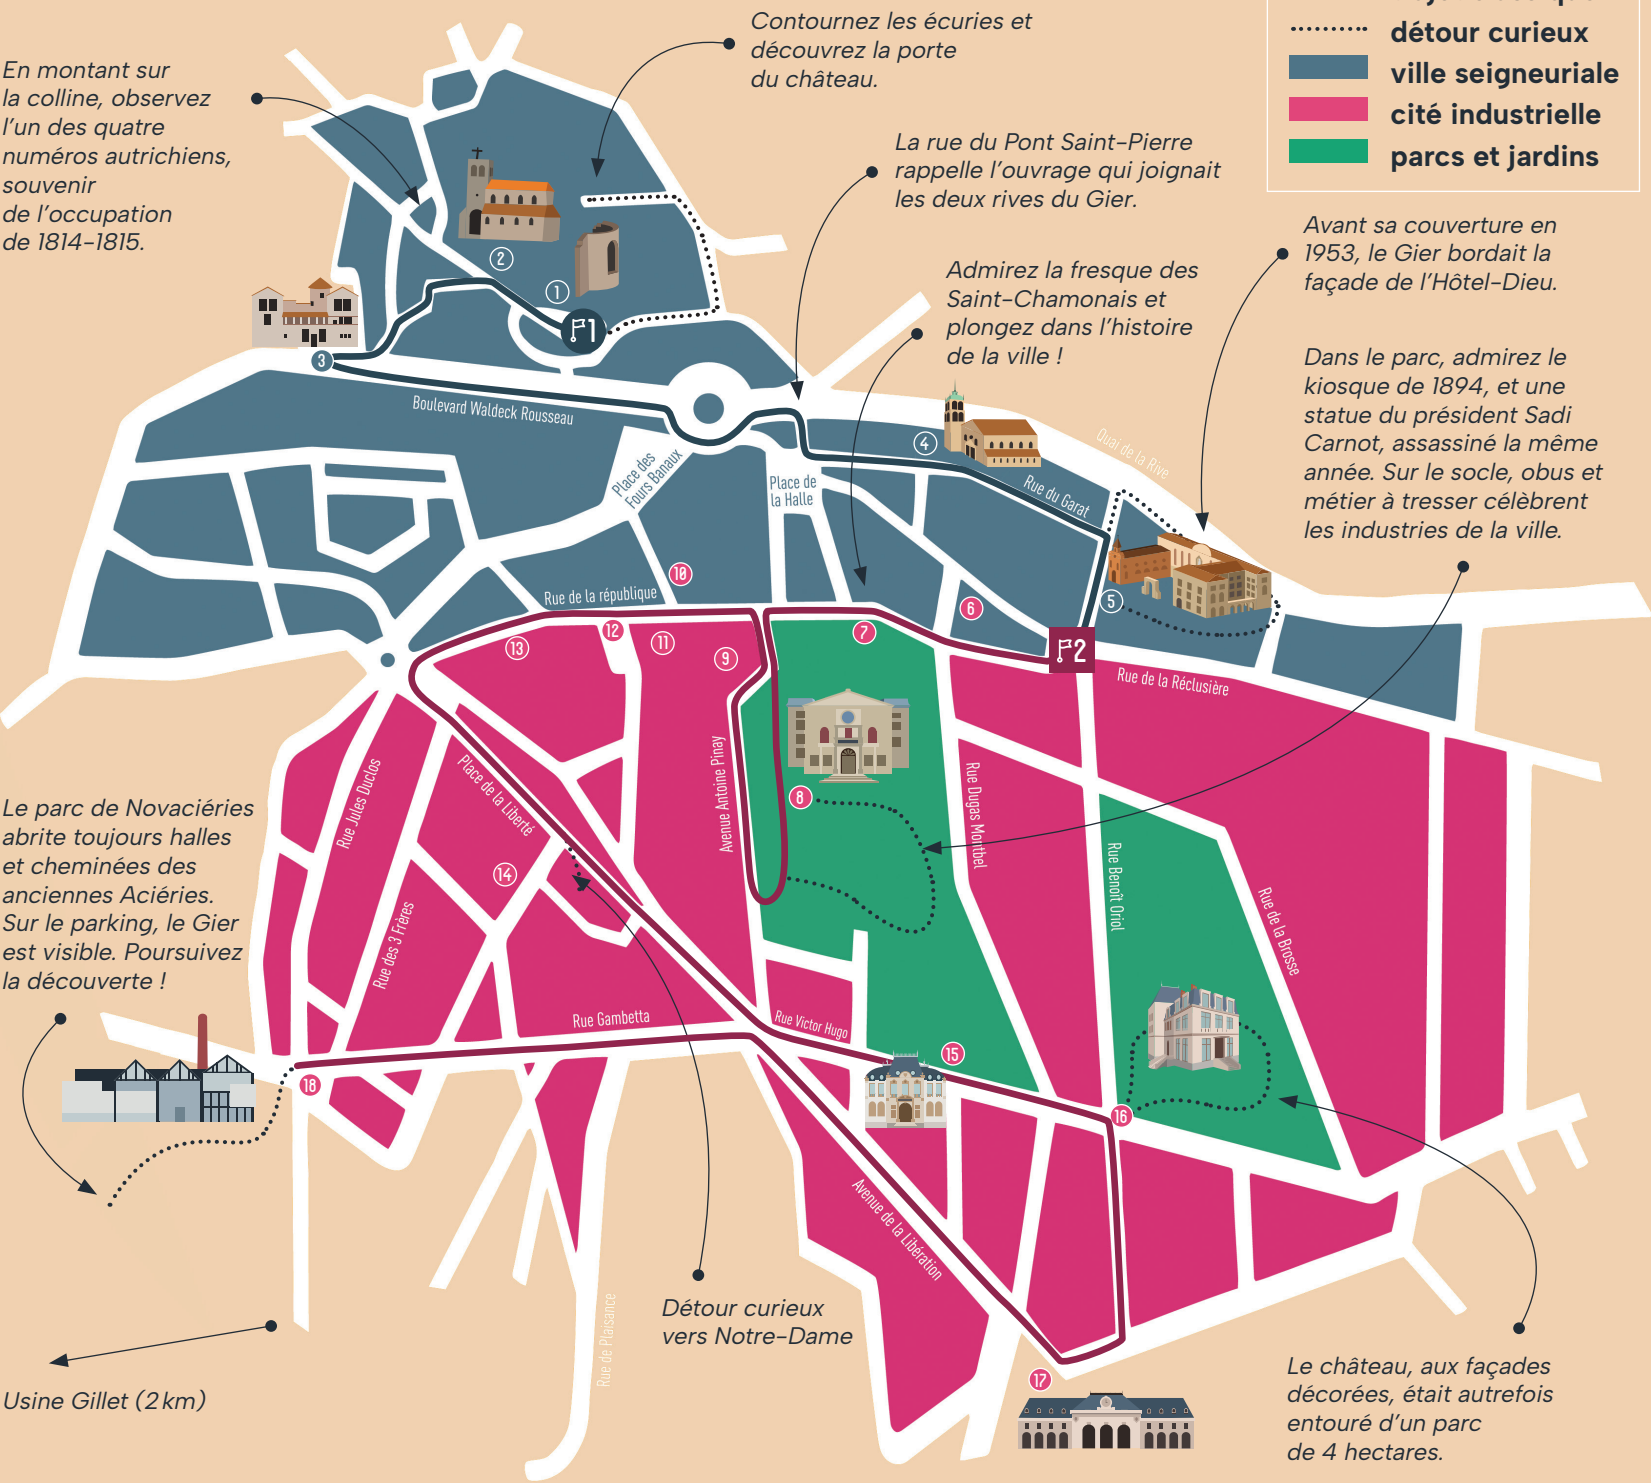 détour curieux
ville seigneuriale
cité industrielle
parcs et jardins
Contournez les écuries et
découvrez la porte
du château.
En montant sur
la colline, observez
l’un des quatre
numéros autrichiens,
souvenir
de l’occupation
de 1814-1815.
La rue du Pont Saint-Pierre
rappelle l’ouvrage qui joignait
les deux rives du Gier.
Avant sa couverture en
1953, le Gier bordait la
façade de l’Hôtel-Dieu.
Admirez la fresque des
Saint-Chamonais et
plongez dans l’histoire
de la ville !
Dans le parc, admirez le
kiosque de 1894, et une
statue du président Sadi
Carnot, assassiné la même
année. Sur le socle, obus et
métier à tresser célèbrent
les industries de la ville.
2
1
1
3
Boulevard Waldeck Rousseau
Place des
Fours Banaux
Place de
la Halle
4
Quai de la Rive
Rue du Garat
5
6
10
Rue de la république
7
2
Rue de la Réclusière
13
12
11
9
Avenue Antoine Pinay
8
Rue Dugas Montbel
Rue Benoît Oriol
Rue de la Brosse
Rue Jules Duclos
Place de la Liberté
14
Rue des 3 Frères
Rue Gambetta
Rue Victor Hugo
15
16
18
Le parc de Novaciéries
abrite toujours halles
et cheminées des
anciennes Aciéries.
Sur le parking, le Gier
est visible. Poursuivez
la découverte !
Avenue de la Libération
Rue de Plaisance
17
Détour curieux
vers Notre-Dame
Usine Gillet (2 km)
Le château, aux façades
décorées, était autrefois
entouré d’un parc
de 4 hectares.